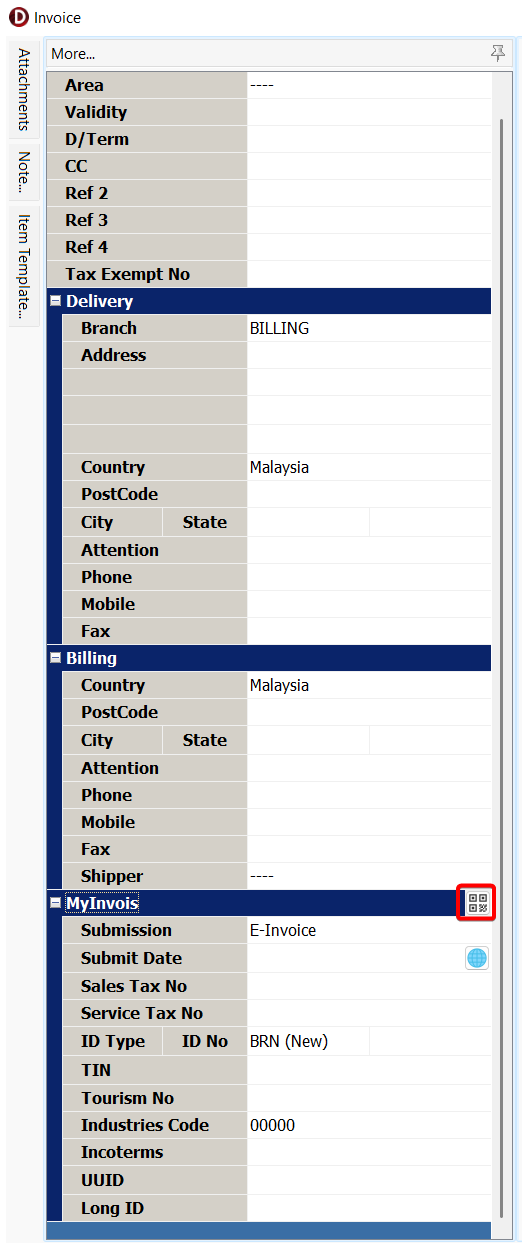 Invoice
Attachments
Note...
Item Template...
More...
Area ----
Validity
D/Term
CC
Ref 2
Ref 3
Ref 4
Tax Exempt No
Delivery
Branch BILLING
Address
Country Malaysia
PostCode
City State
Attention
Phone
Mobile
Fax
Billing
Country Malaysia
PostCode
City State
Attention
Phone
Mobile
Fax
Shipper ----
MyInvois
Submission E-Invoice
Submit Date
Sales Tax No
Service Tax No
ID Type ID No BRN (New)
TIN
Tourism No
Industries Code 00000
Incoterms
UUID
Long ID